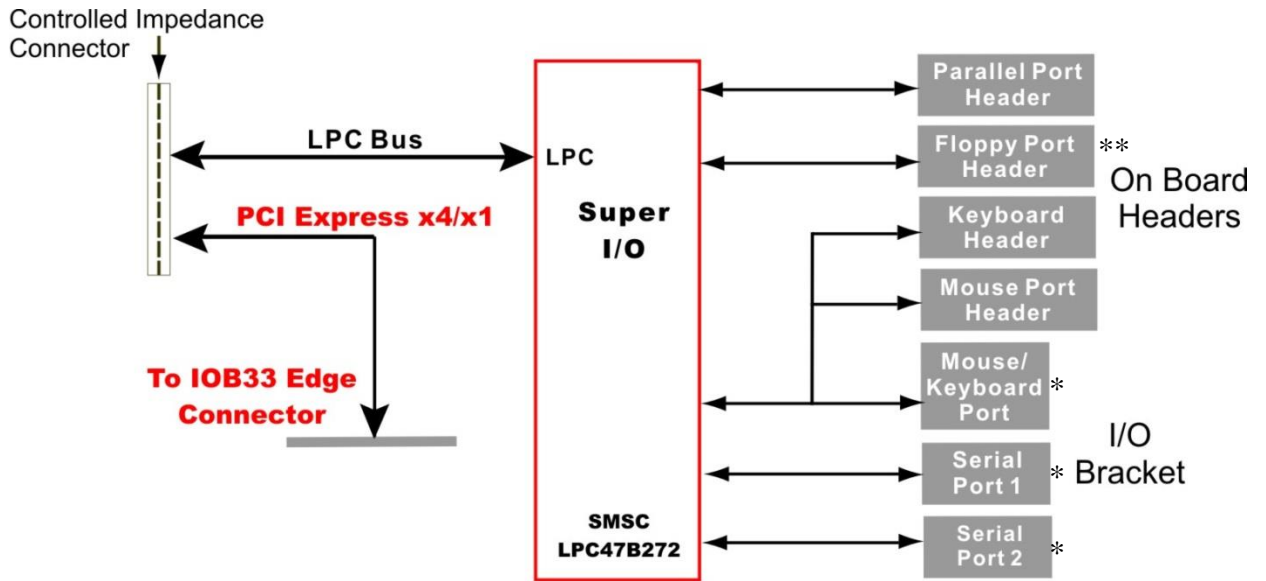 Controlled Impedance
Connector
LPC Bus
LPC
PCI Express x4/x1
To IOB33 Edge
Connector
Super
I/O
SMSC
LPC47B272
Parallel Port
Header
Floppy Port
Header
**
On Board
Headers
Keyboard
Header
Mouse Port
Header
Mouse/
Keyboard *
Port
I/O
Bracket
Serial
Port 1 *
Serial
Port 2 *